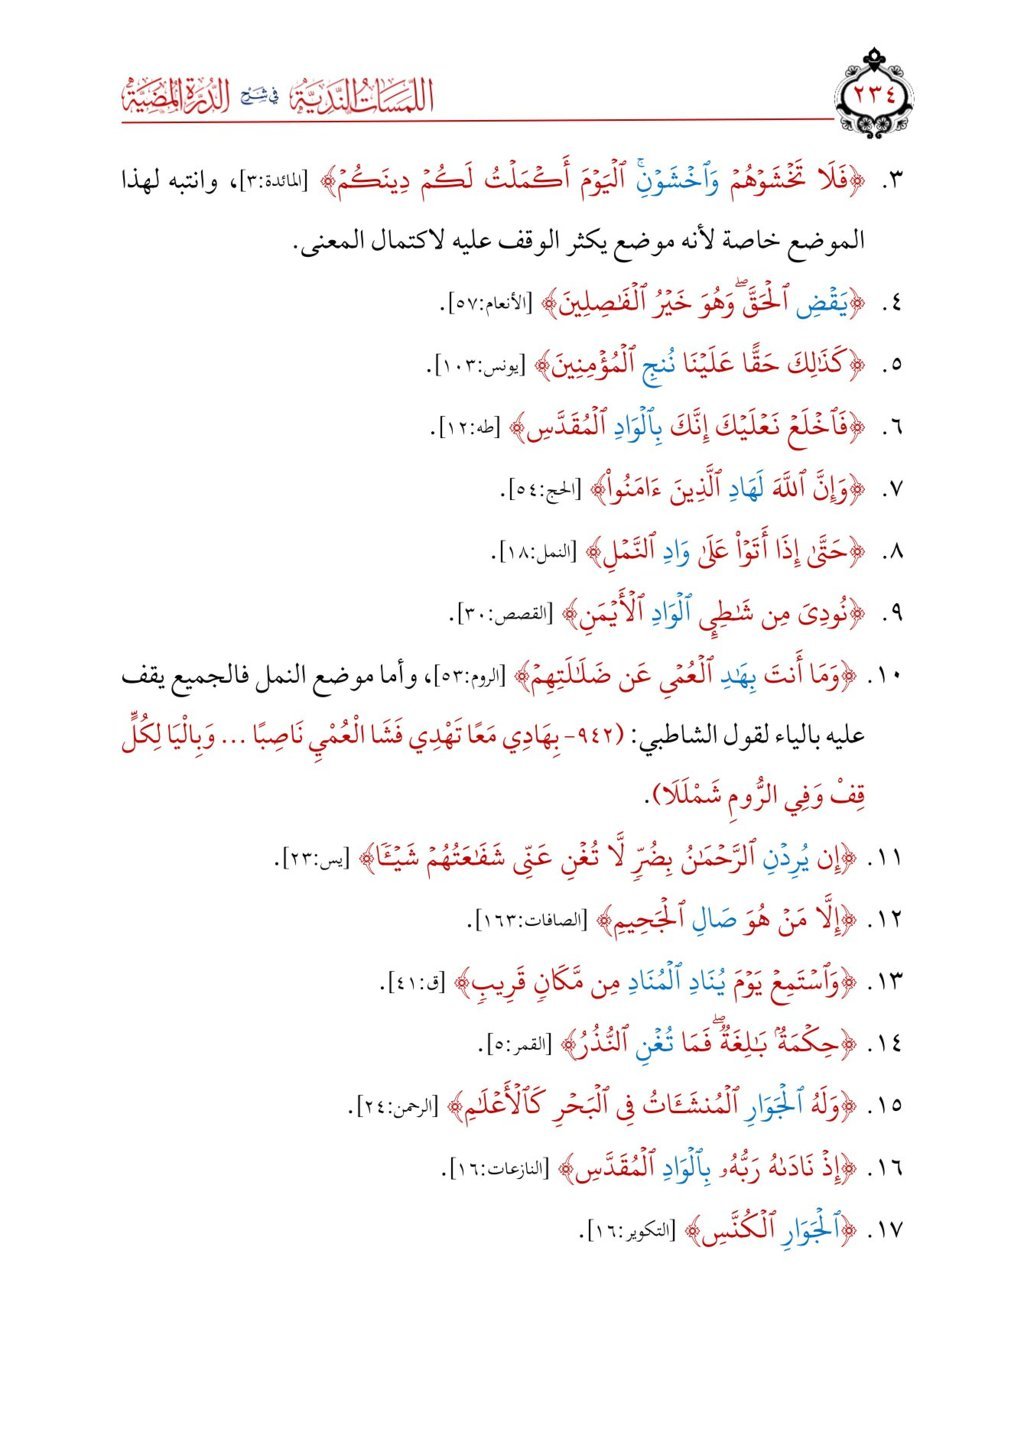 ٢٣٤
اللمسات الندية في شرح الدرة المضية
٣. ﴿فَلَا تَخۡشَوۡهُمۡ وَٱخۡشَوۡنِۚ ٱلۡيَوۡمَ أَكۡمَلۡتُ لَكُمۡ دِينَكُمۡ﴾ [المائدة:٣]، وانتبه لهذا
الموضع خاصة لأنه موضع يكثر الوقف عليه لاكتمال المعنى.
٤. ﴿يَقۡضِ ٱلۡحَقَّۖ وَهُوَ خَيۡرُ ٱلۡفَٰصِلِينَ﴾ [الأنعام:٥٧].
٥. ﴿كَذَٰلِكَ حَقًّا عَلَيۡنَا نُنجِ ٱلۡمُؤۡمِنِينَ﴾ [يونس:١٠٣].
٦. ﴿فَٱخۡلَعۡ نَعۡلَيۡكَ إِنَّكَ بِٱلۡوَادِ ٱلۡمُقَدَّسِ﴾ [طه:١٢].
٧. ﴿وَإِنَّ ٱللَّهَ لَهَادِ ٱلَّذِينَ ءَامَنُواْ﴾ [الحج:٥٤].
٨. ﴿حَتَّىٰ إِذَا أَتَوۡاْ عَلَىٰ وَادِ ٱلنَّمۡلِ﴾ [النمل:١٨].
٩. ﴿نُودِىَ مِن شَٰطِيِٕ ٱلۡوَادِ ٱلۡأَيۡمَنِ﴾ [القصص:٣٠].
١٠. ﴿وَمَا أَنتَ بِهَٰدِ ٱلۡعُمۡىِ عَن ضَلَٰلَتِهِمۡ﴾ [الروم:٥٣]، وأما موضع النمل فالجميع يقف
عليه بالياء لقول الشاطبي: (٩٤٢- بِهَادِي مَعًا تَهْدِي فَشَا الْعُمْيِ نَاصِبًا ... وَبِالْيَا لِكُلٍّ
قِفْ وَفِي الرُّومِ شَمْلَلَا).
١١. ﴿إِن يُرِدۡنِ ٱلرَّحۡمَٰنُ بِضُرّٖ لَّا تُغۡنِ عَنِّى شَفَٰعَتُهُمۡ شَيۡـٔٗا﴾ [يس:٢٣].
١٢. ﴿إِلَّا مَنۡ هُوَ صَالِ ٱلۡجَحِيمِ﴾ [الصافات:١٦٣].
١٣. ﴿وَٱسۡتَمِعۡ يَوۡمَ يُنَادِ ٱلۡمُنَادِ مِن مَّكَانٖ قَرِيبٖ﴾ [ق:٤١].
١٤. ﴿حِكۡمَةُۢ بَٰلِغَةٞۖ فَمَا تُغۡنِ ٱلنُّذُرُ﴾ [القمر:٥].
١٥. ﴿وَلَهُ ٱلۡجَوَارِ ٱلۡمُنشَـَٔاتُ فِى ٱلۡبَحۡرِ كَٱلۡأَعۡلَٰمِ﴾ [الرحمن:٢٤].
١٦. ﴿إِذۡ نَادَىٰهُ رَبُّهُۥ بِٱلۡوَادِ ٱلۡمُقَدَّسِ﴾ [النازعات:١٦].
١٧. ﴿ٱلۡجَوَارِ ٱلۡكُنَّسِ﴾ [التكوير:١٦].